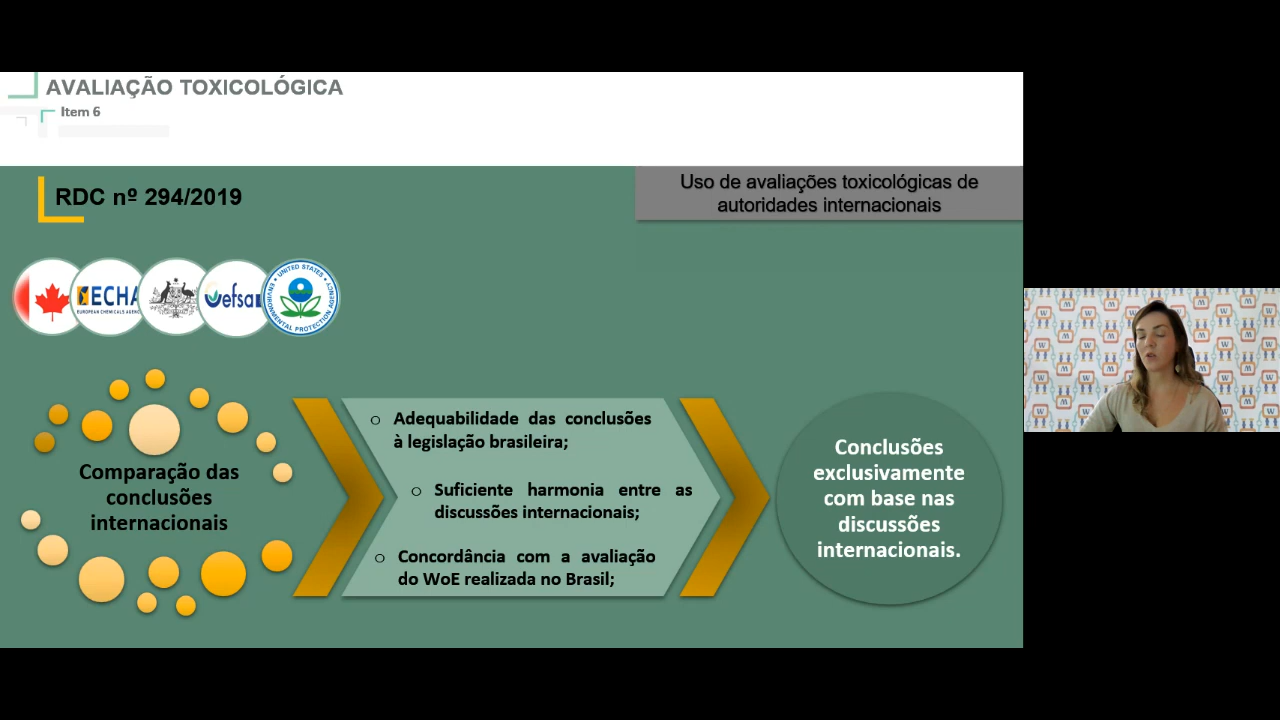 AVALIAÇÃO TOXICOLÓGICA
Item 6
RDC nº 294/2019
Uso de avaliações toxicológicas de
autoridades internacionais
ECHA
EUROPEAN CHEMICALS
efsa
UNITED STATES
ENVIRONMENTAL PROTECTION AGENCY
Comparação das
conclusões
internacionais
o Adequabilidade das conclusões
à legislação brasileira;
o Suficiente harmonia entre as
discussões internacionais;
o Concordância com a avaliação
do WoE realizada no Brasil;
Conclusões
exclusivamente
com base nas
discussões
internacionais.